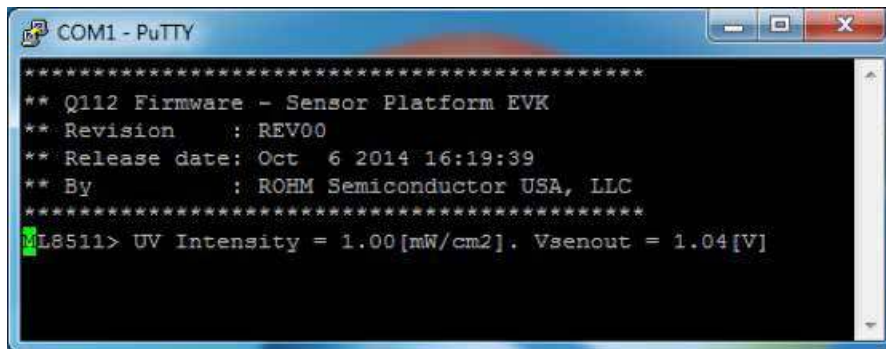 COM1 - PuTTY
*********************************************
** Q112 Firmware - Sensor Platform EVK
** Revision    : REV00
** Release date: Oct  6 2014 16:19:39
** By          : ROHM Semiconductor USA, LLC
*********************************************
ML8511> UV Intensity = 1.00[mW/cm2]. Vsenout = 1.04[V]